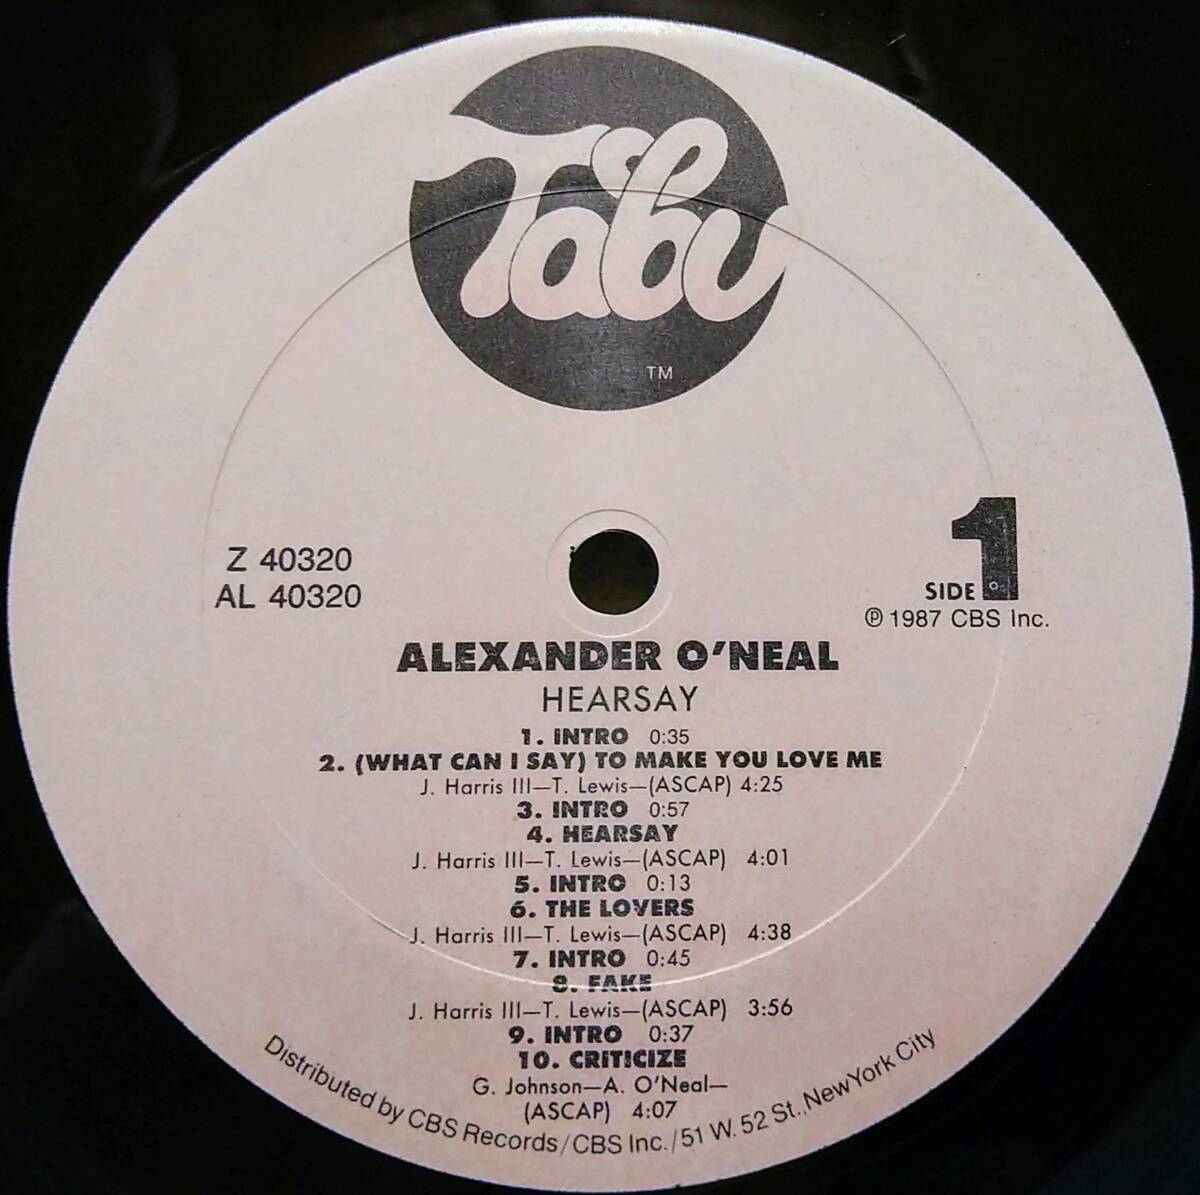 Tabu
TM
Z 40320
AL 40320
SIDE 1
℗ 1987 CBS Inc.
ALEXANDER O'NEAL
HEARSAY
1. INTRO 0:35
2. (WHAT CAN I SAY) TO MAKE YOU LOVE ME
J. Harris III—T. Lewis—(ASCAP) 4:25
3. INTRO 0:57
4. HEARSAY
J. Harris III—T. Lewis—(ASCAP) 4:01
5. INTRO 0:13
6. THE LOVERS
J. Harris III—T. Lewis—(ASCAP) 4:38
7. INTRO 0:45
8. FAKE
J. Harris III—T. Lewis—(ASCAP) 3:56
9. INTRO 0:37
10. CRITICIZE
G. Johnson—A. O'Neal—
(ASCAP) 4:07
Distributed by CBS Records/CBS Inc./51 W. 52 St., New York City